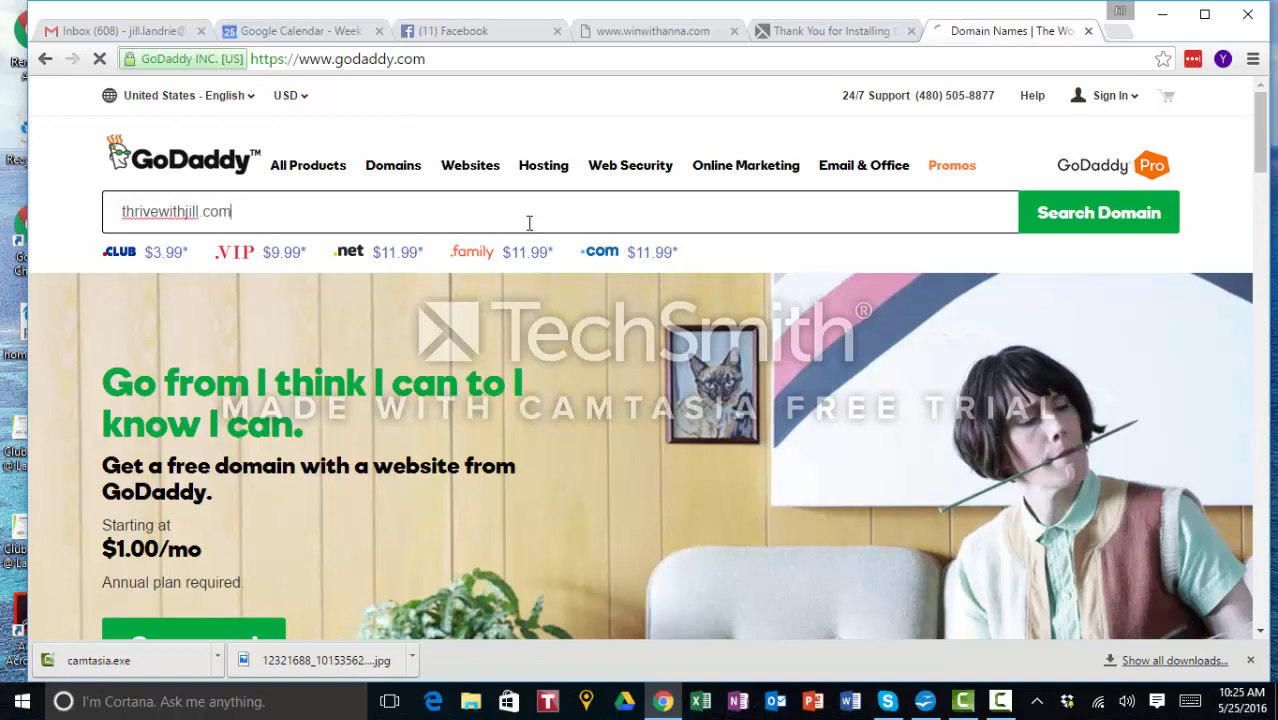 Jill
Inbox (608) - jill.landrie@
Google Calendar - Week
(11) Facebook
www.winwithanna.com
Thank You for Installing C
Domain Names | The Wo
GoDaddy INC. [US]
https://www.godaddy.com
Y
United States - English
USD
24/7 Support (480) 505-8877
Help
Sign In
GoDaddy™
All Products
Domains
Websites
Hosting
Web Security
Online Marketing
Email & Office
Promos
GoDaddy Pro
thrivewithjill.com
Search Domain
.CLUB $3.99*
.VIP $9.99*
.net $11.99*
.family $11.99*
.com $11.99*
TechSmith®
MADE WITH CAMTASIA FREE TRIAL
Go from I think I can to I
know I can.
Get a free domain with a website from
GoDaddy.
Starting at
$1.00/mo
Annual plan required.
camtasia.exe
12321688_10153562....jpg
Show all downloads...
I'm Cortana. Ask me anything.
10:25 AM
5/25/2016